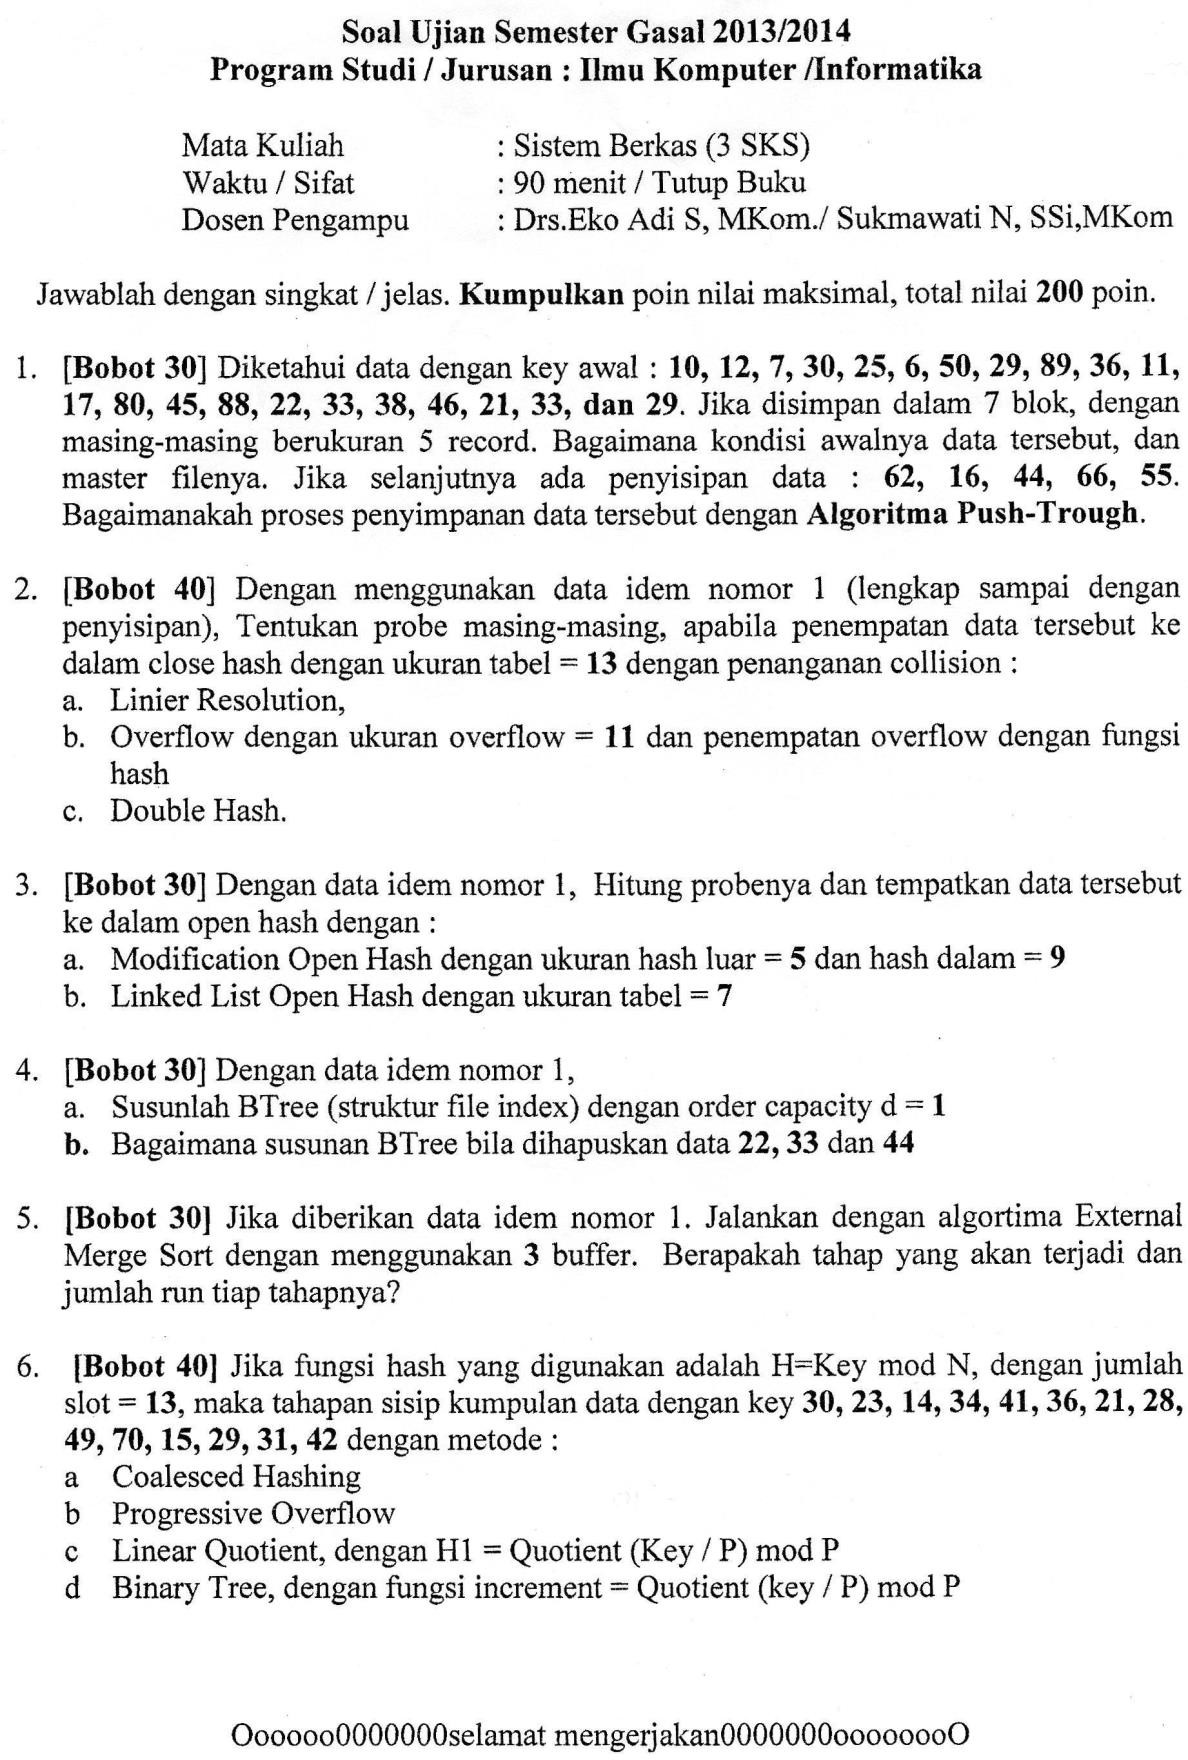 Soal Ujian Semester Gasal 2013/2014
Program Studi / Jurusan : Ilmu Komputer /Informatika
Mata Kuliah : Sistem Berkas (3 SKS)
Waktu / Sifat : 90 menit / Tutup Buku
Dosen Pengampu : Drs.Eko Adi S, MKom./ Sukmawati N, SSi,MKom
Jawablah dengan singkat / jelas. Kumpulkan poin nilai maksimal, total nilai 200 poin.
1. [Bobot 30] Diketahui data dengan key awal : 10, 12, 7, 30, 25, 6, 50, 29, 89, 36, 11,
17, 80, 45, 88, 22, 33, 38, 46, 21, 33, dan 29. Jika disimpan dalam 7 blok, dengan
masing-masing berukuran 5 record. Bagaimana kondisi awalnya data tersebut, dan
master filenya. Jika selanjutnya ada penyisipan data : 62, 16, 44, 66, 55.
Bagaimanakah proses penyimpanan data tersebut dengan Algoritma Push-Trough.
2. [Bobot 40] Dengan menggunakan data idem nomor 1 (lengkap sampai dengan
penyisipan), Tentukan probe masing-masing, apabila penempatan data tersebut ke
dalam close hash dengan ukuran tabel = 13 dengan penanganan collision :
a. Linier Resolution,
b. Overflow dengan ukuran overflow = 11 dan penempatan overflow dengan fungsi
hash
c. Double Hash.
3. [Bobot 30] Dengan data idem nomor 1, Hitung probenya dan tempatkan data tersebut
ke dalam open hash dengan :
a. Modification Open Hash dengan ukuran hash luar = 5 dan hash dalam = 9
b. Linked List Open Hash dengan ukuran tabel = 7
4. [Bobot 30] Dengan data idem nomor 1,
a. Susunlah BTree (struktur file index) dengan order capacity d = 1
b. Bagaimana susunan BTree bila dihapuskan data 22, 33 dan 44
5. [Bobot 30] Jika diberikan data idem nomor 1. Jalankan dengan algortima External
Merge Sort dengan menggunakan 3 buffer. Berapakah tahap yang akan terjadi dan
jumlah run tiap tahapnya?
6. [Bobot 40] Jika fungsi hash yang digunakan adalah H=Key mod N, dengan jumlah
slot = 13, maka tahapan sisip kumpulan data dengan key 30, 23, 14, 34, 41, 36, 21, 28,
49, 70, 15, 29, 31, 42 dengan metode :
a Coalesced Hashing
b Progressive Overflow
c Linear Quotient, dengan H1 = Quotient (Key / P) mod P
d Binary Tree, dengan fungsi increment = Quotient (key / P) mod P
Oooooo0000000selamat mengerjakan0000000oooooooO